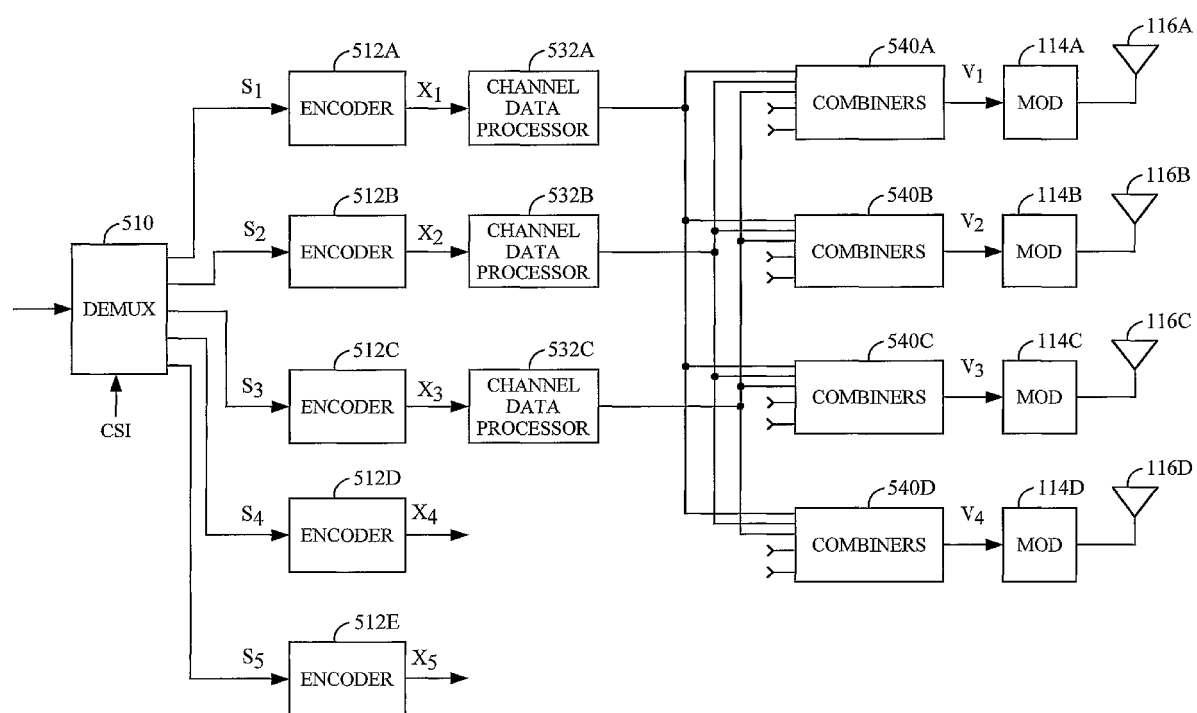 512A
532A
540A
114A
116A
S1
ENCODER
X1
CHANNEL
DATA
PROCESSOR
COMBINERS
V1
MOD
512B
532B
540B
114B
116B
510
S2
ENCODER
X2
CHANNEL
DATA
PROCESSOR
COMBINERS
V2
MOD
DEMUX
512C
532C
540C
114C
116C
S3
ENCODER
X3
CHANNEL
DATA
PROCESSOR
COMBINERS
V3
MOD
CSI
512D
540D
114D
116D
S4
ENCODER
X4
COMBINERS
V4
MOD
512E
S5
ENCODER
X5